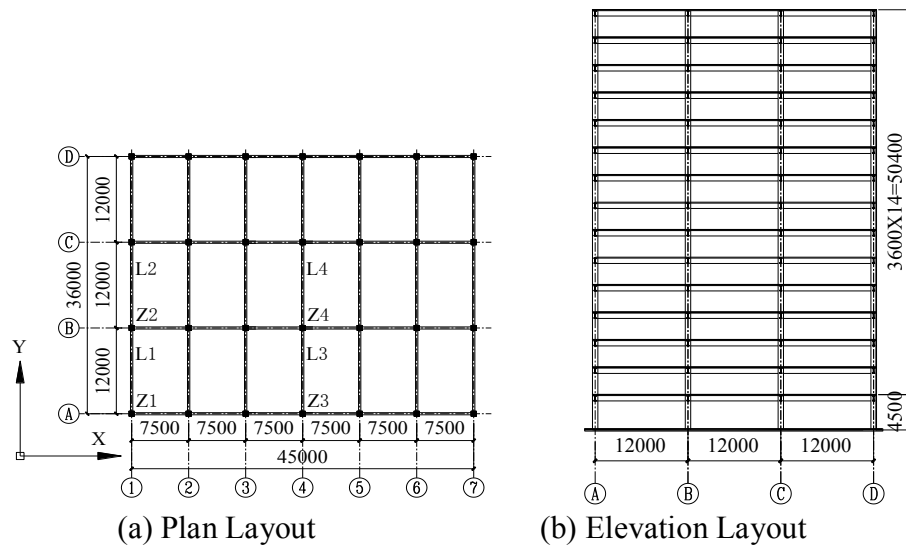 D
12000
C
L2
L4
36000
12000
Z2
Z4
B
Y
L1
L3
12000
Z1
Z3
A
7500 7500 7500 7500 7500 7500
X
45000
1 2 3 4 5 6 7
(a) Plan Layout
3600X14=50400
4500
12000 12000 12000
A B C D
(b) Elevation Layout